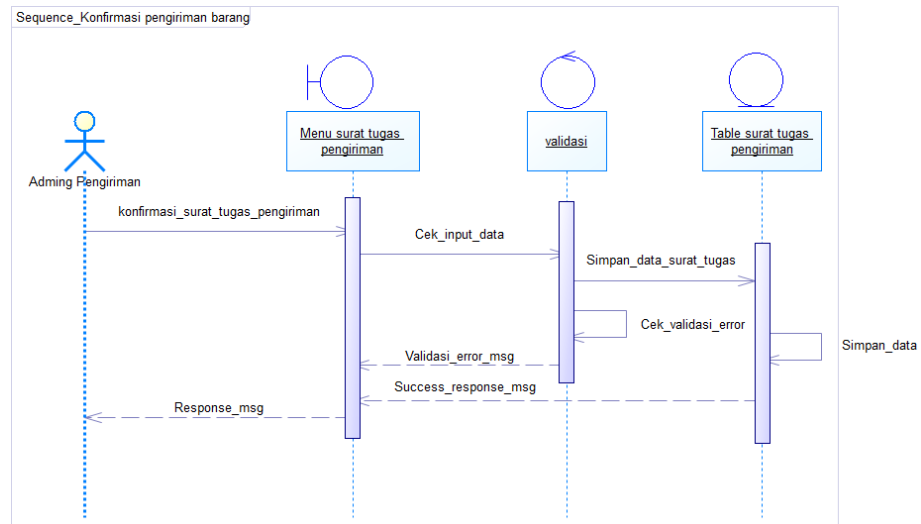 Sequence_Konfirmasi pengiriman barang
Menu surat tugas
pengiriman
validasi
Table surat tugas
pengiriman
Adming Pengiriman
konfirmasi_surat_tugas_pengiriman
Cek_input_data
Simpan_data_surat_tugas
Cek_validasi_error
Simpan_data
Validasi_error_msg
Success_response_msg
Response_msg